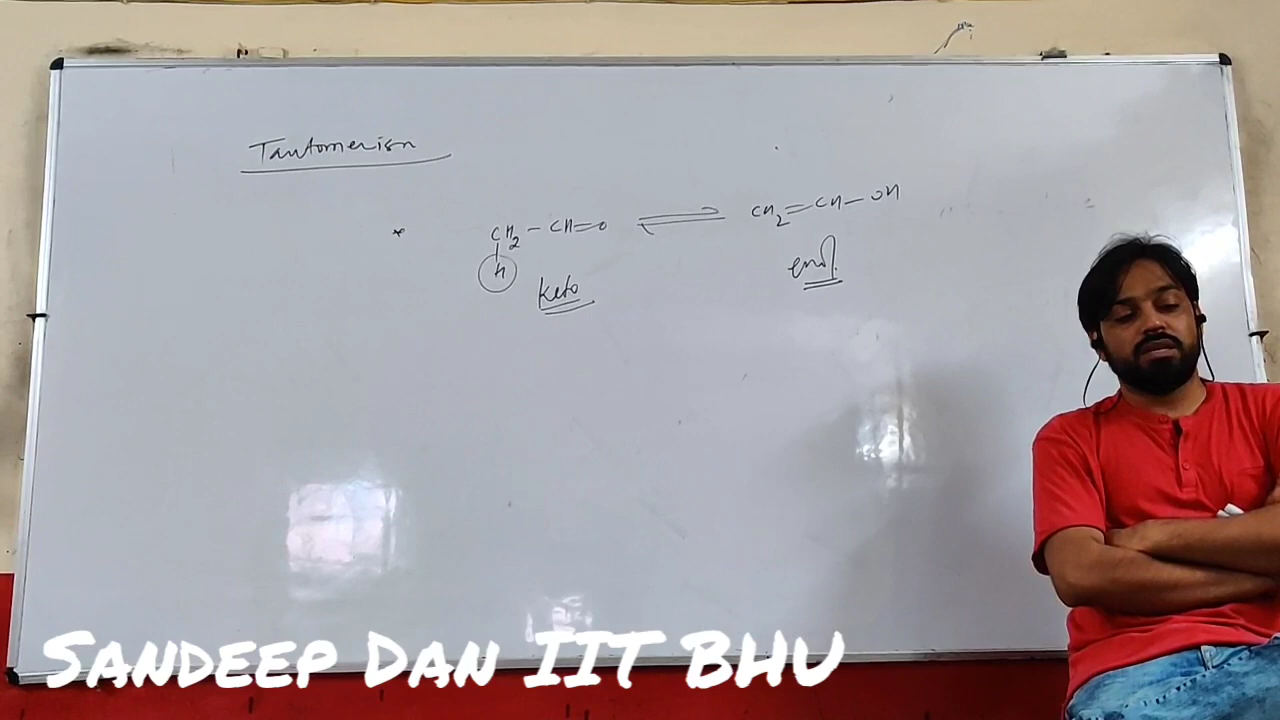 Tautomerism
* CH2 - CH=O ⇌ CH2=CH-OH
H
Keto
enol
Sandeep Dan IIT BHU